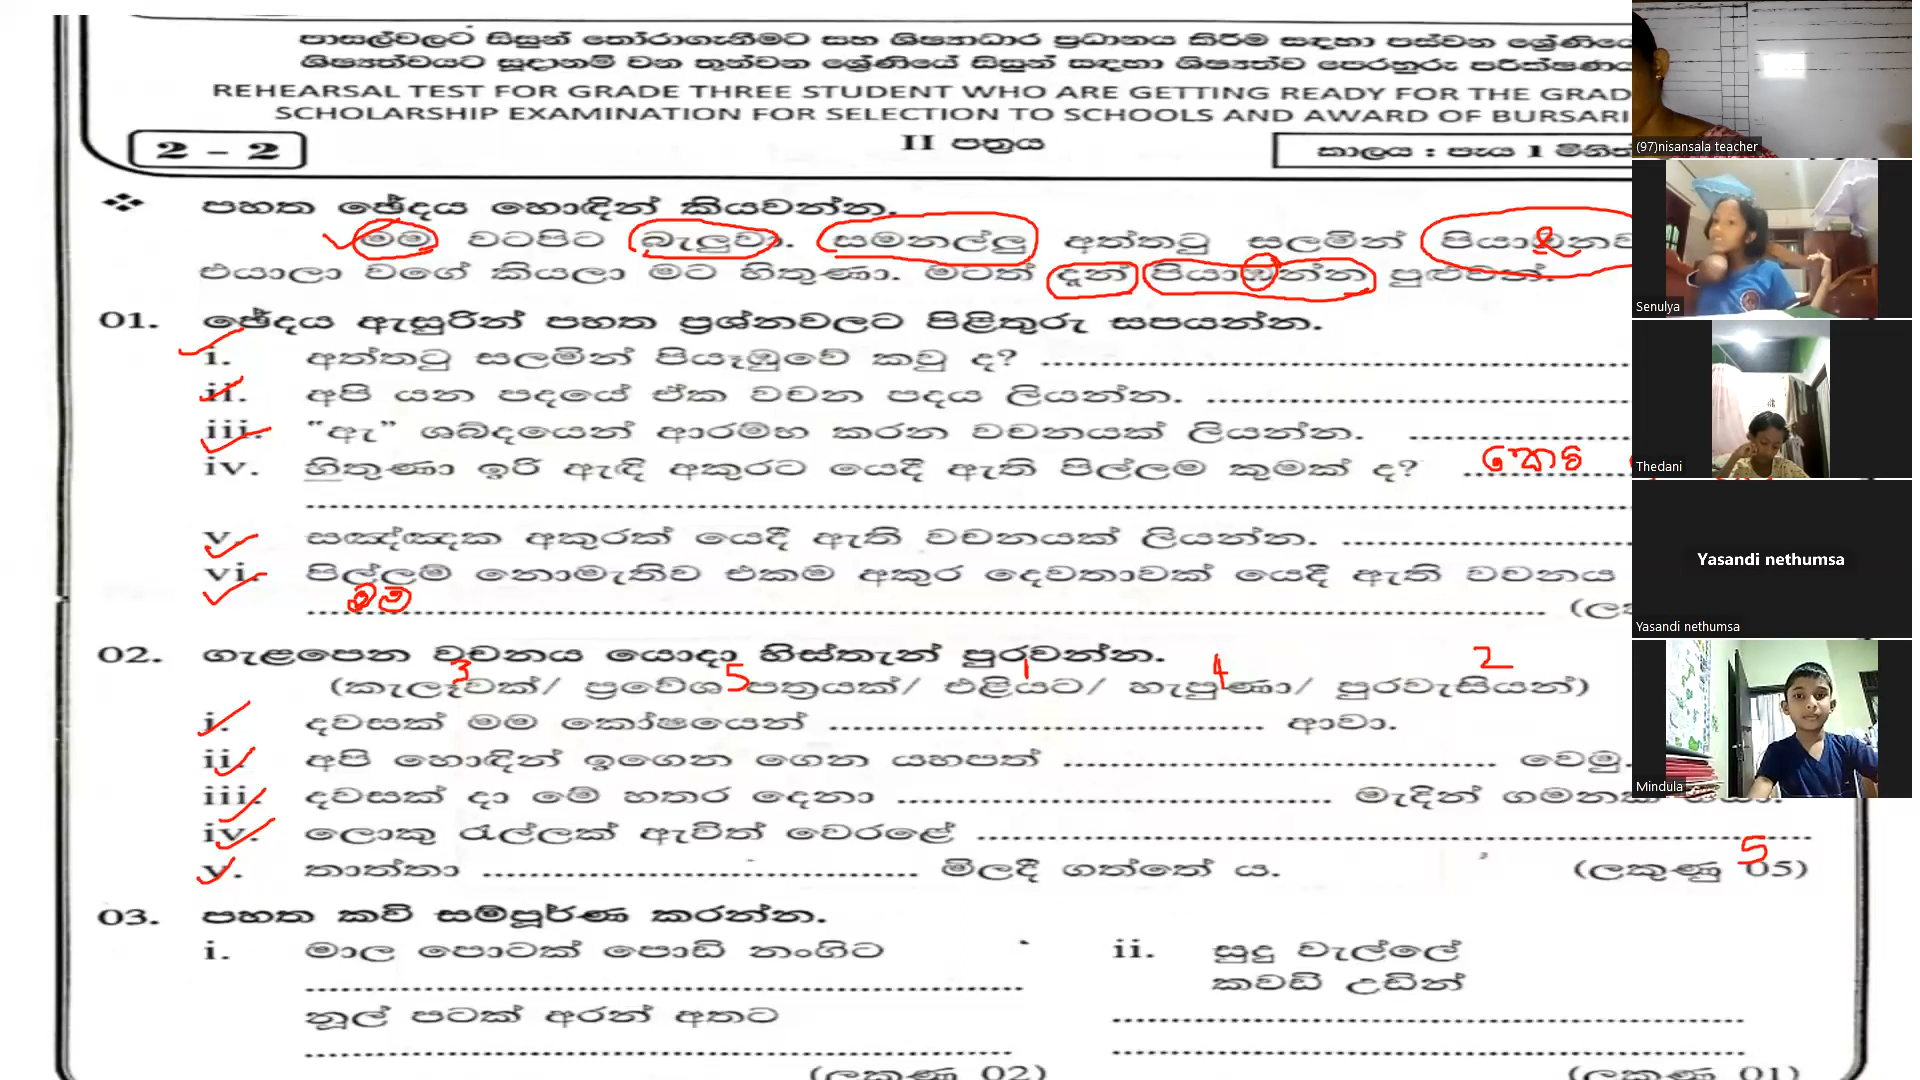 පාසල්වලට සිසුන් තෝරාගැනීමට සහ ශිෂ්‍යාධාර ප්‍රධානය කිරීම සඳහා පස්වන ශ්‍රේණියේ
ශිෂ්‍යත්වයට සූදානම් වන තුන්වන ශ්‍රේණියේ සිසුන් සඳහා ශිෂ්‍යත්ව පෙරහුරු පරීක්ෂණය
REHEARSAL TEST FOR GRADE THREE STUDENT WHO ARE GETTING READY FOR THE GRAD
SCHOLARSHIP EXAMINATION FOR SELECTION TO SCHOOLS AND AWARD OF BURSARI
2 - 2
II පත්‍රය
කාලය : පැය 1 මිනිත්
❖ පහත ඡේදය හොඳින් කියවන්න.
මම වටපිට බැලුවා. සමනල්ලු අත්තටු සලමින් පියා
එයාලා වගේ කියලා මට හිතුණා. මටත් දැන් පියාඹන්න පුළුවන්.
01. ඡේදය ඇසුරින් පහත ප්‍රශ්නවලට පිළිතුරු සපයන්න.
i. අත්තටු සලමින් පියෑඹුවේ කවු ද? ........................
ii. අපි යන පදයේ ඒක වචන පදය ලියන්න. ........................
iii. “ඇ” ශබ්දයෙන් ආරම්භ කරන වචනයක් ලියන්න. ........................
iv. හිතුණා ඉරි ඇඳි අකුරට යෙදී ඇති පිල්ලම කුමක් ද? ...කෙටි
v. සඤ්ඤක අකුරක් යෙදී ඇති වචනයක් ලියන්න. ........................
vi. පිල්ලම් නොමැතිව එකම අකුර දෙවතාවක් යෙදී ඇති වචනය
මම ........................ (ලක
02. ගැළපෙන වචනය යොදා හිස්තැන් පුරවන්න.
3 5 1 4 2
(කැලෑවක්/ ප්‍රවේශ පත්‍රයක්/ එළියට/ හැපුණා/ පුරවැසියන්)
i. දවසක් මම කෝෂයෙන් ........................ ආවා.
ii. අපි හොඳින් ඉගෙන ගෙන යහපත් ........................ වෙමු.
iii. දවසක් දා මේ හතර දෙනා ........................ මැදින් ගමනක්
iv. ලොකු රැල්ලක් ඇවිත් වෙරළේ ........................
v. තාත්තා ........................ මිලදී ගත්තේ ය. (ලකුණු 05)
5
03. පහත කවි සම්පූර්ණ කරන්න.
i. මාල පොටක් පොඩි නංගිට
........................
නූල් පටක් අරන් අතට
........................
(ලකුණු 02)
ii. සුදු වැල්ලේ
කවඩි උඩින්
........................
........................
(ලකුණු 01)
(97)nisansala teacher
Senulya
Thedani
Yasandi nethumsa
Yasandi nethumsa
Mindula